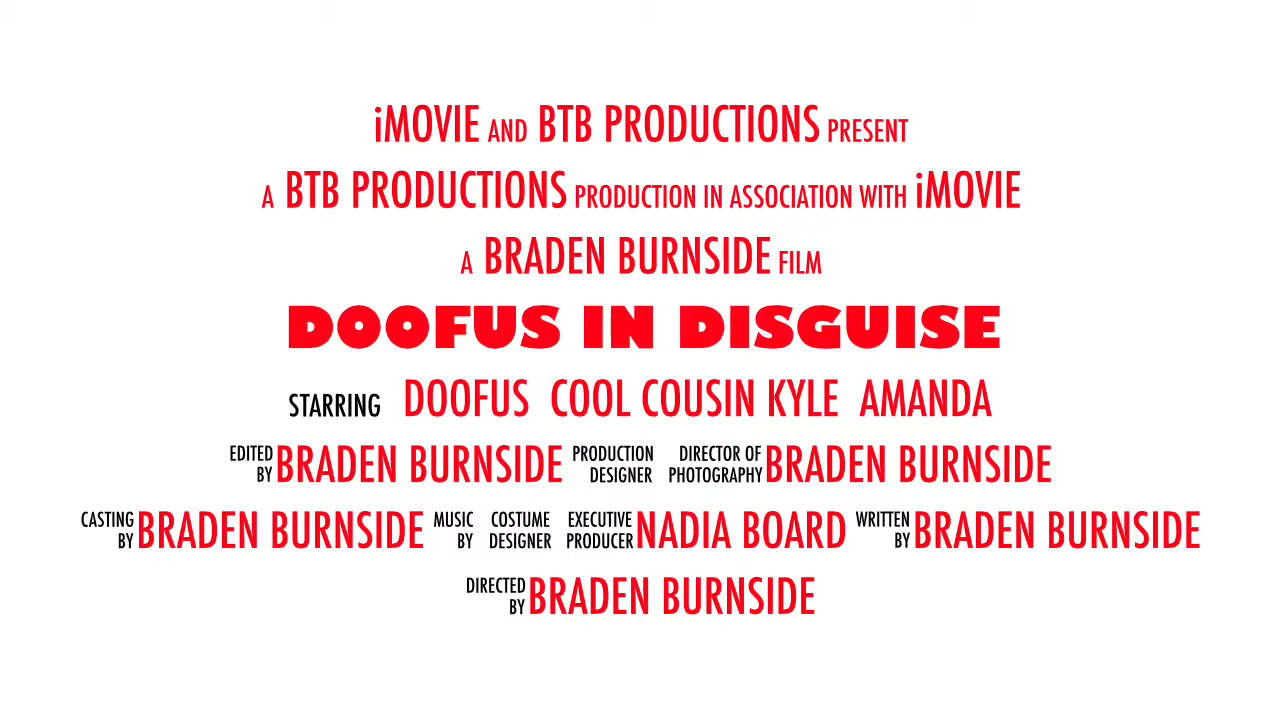 iMOVIE AND BTB PRODUCTIONS PRESENT
A BTB PRODUCTIONS PRODUCTION IN ASSOCIATION WITH iMOVIE
A BRADEN BURNSIDE FILM
DOOFUS IN DISGUISE
STARRING DOOFUS COOL COUSIN KYLE AMANDA
EDITED BY BRADEN BURNSIDE PRODUCTION DESIGNER DIRECTOR OF PHOTOGRAPHY BRADEN BURNSIDE
CASTING BY BRADEN BURNSIDE MUSIC BY COSTUME DESIGNER EXECUTIVE PRODUCER NADIA BOARD WRITTEN BY BRADEN BURNSIDE
DIRECTED BY BRADEN BURNSIDE